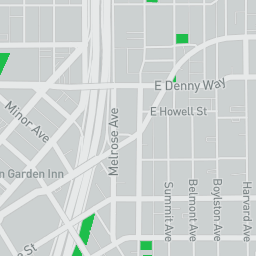 E Denny Way
E Howell St
Minor Ave
Melrose Ave
Garden Inn
Summit Ave
Belmont Ave
Boylston Ave
Harvard Ave
St